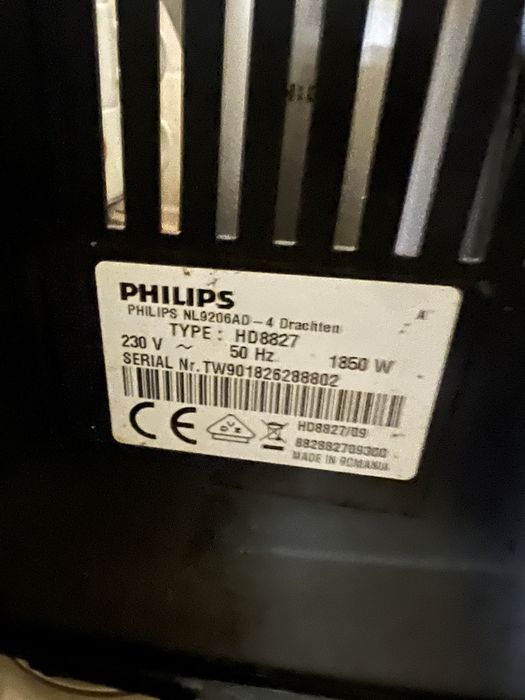 PHILIPS
PHILIPS NL9206AD-4 Drachten
TYPE: HD8827
230 V ~ 50 Hz 1850 W
SERIAL Nr. TW901826288802
CE
HD8827/09
882882709300
MADE IN ROMANIA